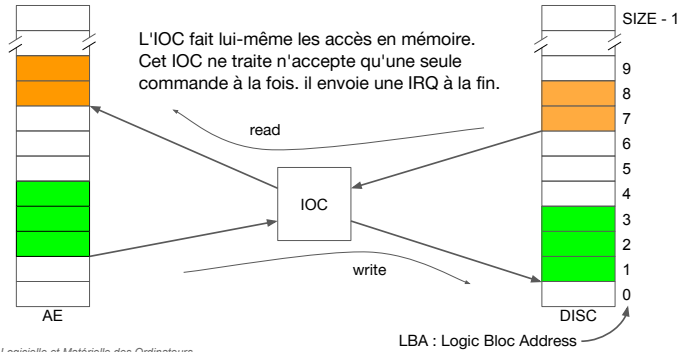 SIZE - 1
L'IOC fait lui-même les accès en mémoire.
Cet IOC ne traite n'accepte qu'une seule
commande à la fois. il envoie une IRQ à la fin.
9
8
7
read
6
5
4
IOC
3
2
1
write
0
AE
DISC
LBA : Logic Bloc Address
Logicielle et Matérielle des Ordinateurs